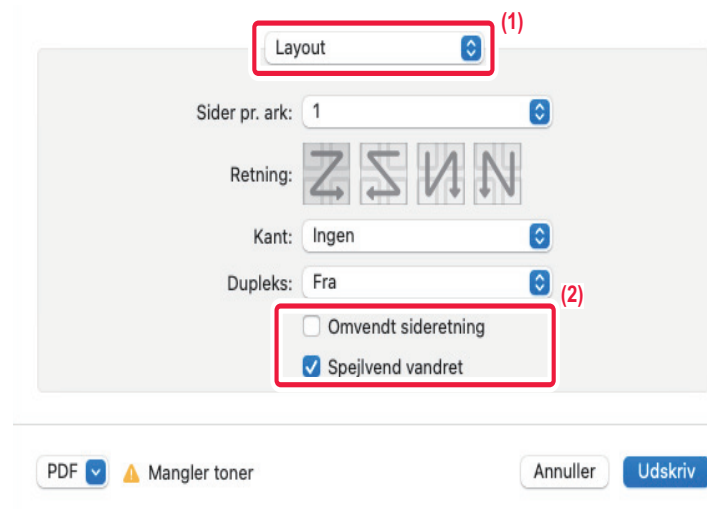 (1)
Layout
Sider pr. ark: 1
Retning:
Kant: Ingen
Dupleks: Fra
(2)
Omvendt sideretning
Spejlvend vandret
PDF Mangler toner Annuller Udskriv